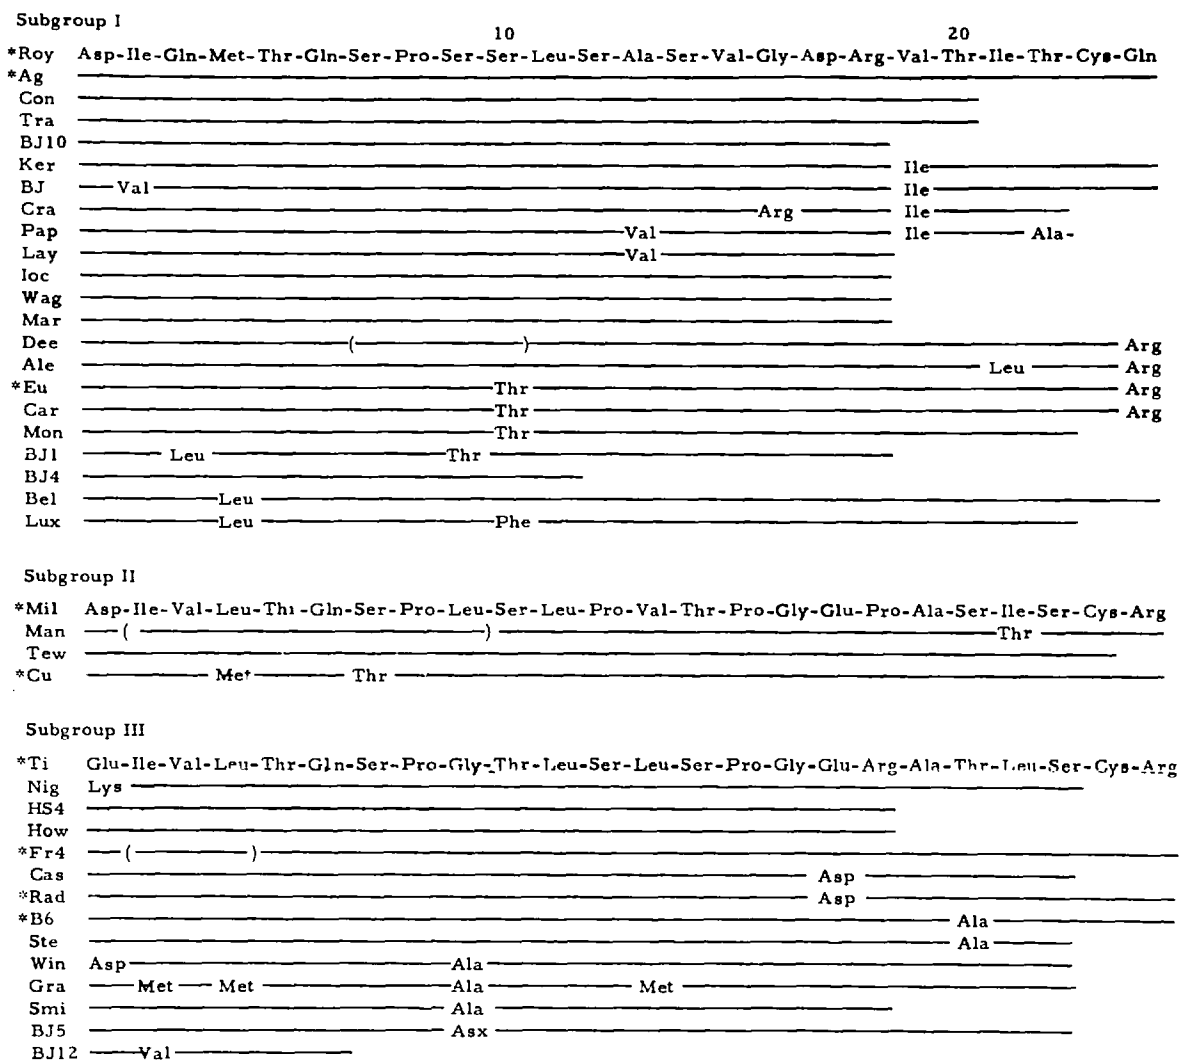 Subgroup I
10 20
*Roy Asp-Ile-Gln-Met-Thr-Gln-Ser-Pro-Ser-Ser-Leu-Ser-Ala-Ser-Val-Gly-Asp-Arg-Val-Thr-Ile-Thr-Cys-Gln
*Ag
Con
Tra
BJ10
Ker Ile
BJ Val Ile
Cra Arg Ile
Pap Val Ile Ala-
Lay Val
Ioc
Wag
Mar
Dee ( ) Arg
Ale Leu Arg
*Eu Thr Arg
Car Thr Arg
Mon Thr
BJ1 Leu Thr
BJ4
Bel Leu
Lux Leu Phe
Subgroup II
*Mil Asp-Ile-Val-Leu-Thr-Gln-Ser-Pro-Leu-Ser-Leu-Pro-Val-Thr-Pro-Gly-Glu-Pro-Ala-Ser-Ile-Ser-Cys-Arg
Man ( ) Thr
Tew
*Cu Met Thr
Subgroup III
*Ti Glu-Ile-Val-Leu-Thr-Gln-Ser-Pro-Gly-Thr-Leu-Ser-Leu-Ser-Pro-Gly-Glu-Arg-Ala-Thr-Leu-Ser-Cys-Arg
Nig Lys
HS4
How
*Fr4 ( )
Cas Asp
*Rad Asp
*B6 Ala
Ste Ala
Win Asp Ala
Gra Met Met Ala Met
Smi Ala
BJ5 Asx
BJ12 Val